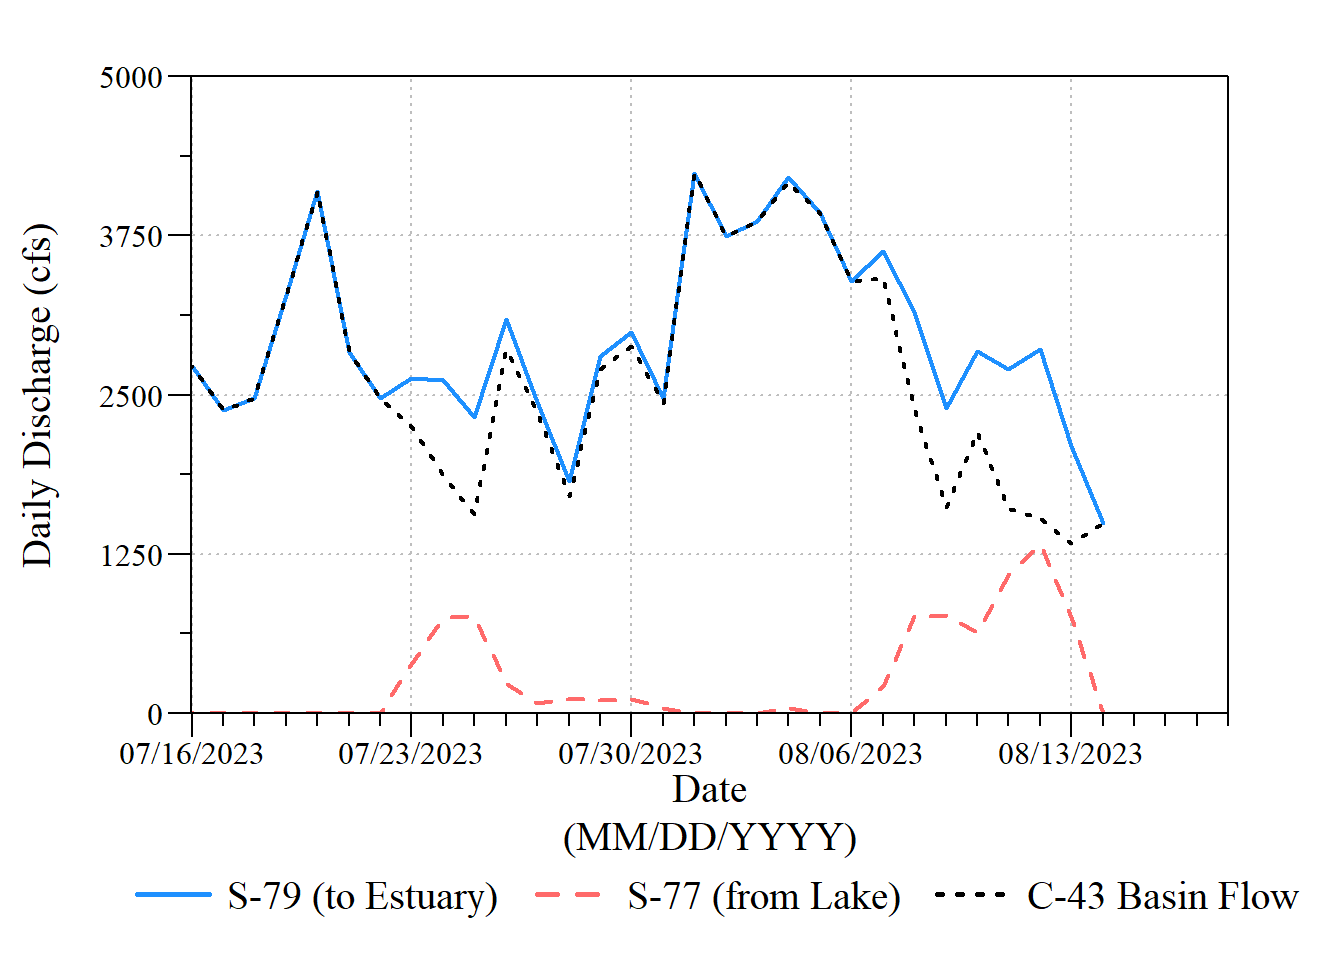 5000
3750
2500
1250
0
Daily Discharge (cfs)
07/16/2023 07/23/2023 07/30/2023 08/06/2023 08/13/2023
Date
(MM/DD/YYYY)
S-79 (to Estuary) S-77 (from Lake) C-43 Basin Flow